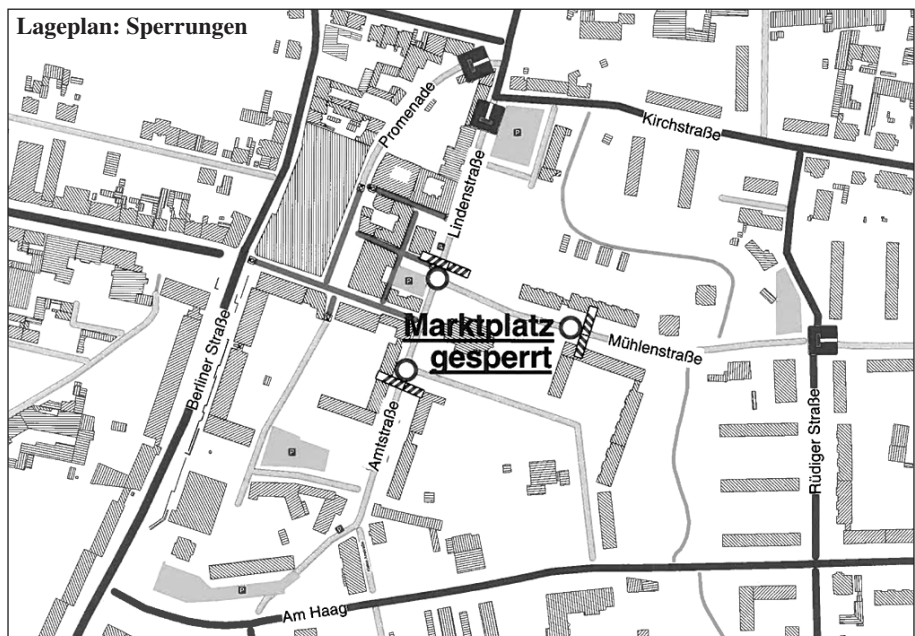 Lageplan: Sperrungen
Promenade
Kirchstraße
Lindenstraße
Berliner Straße
Marktplatz
gesperrt
Mühlenstraße
Amtstraße
Rüdiger Straße
Am Haag
P
P
P
P
P
P